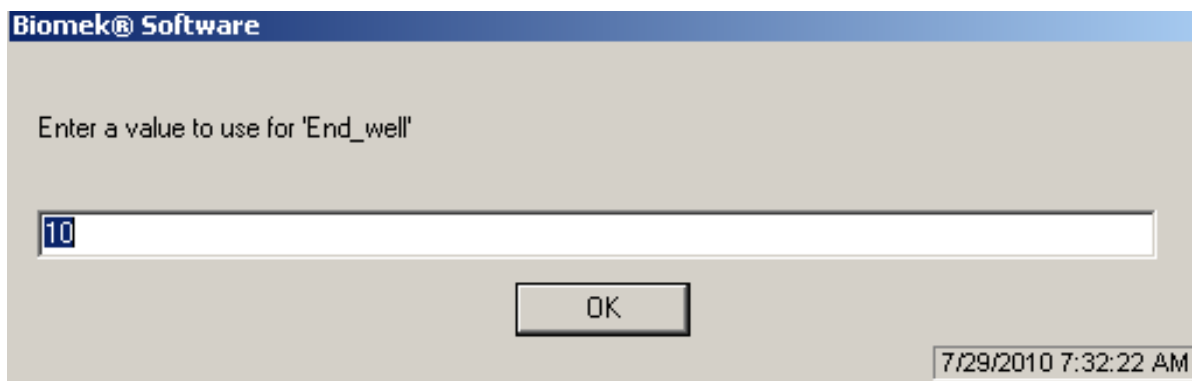 Biomek® Software
Enter a value to use for 'End_well'
10
OK
7/29/2010 7:32:22 AM